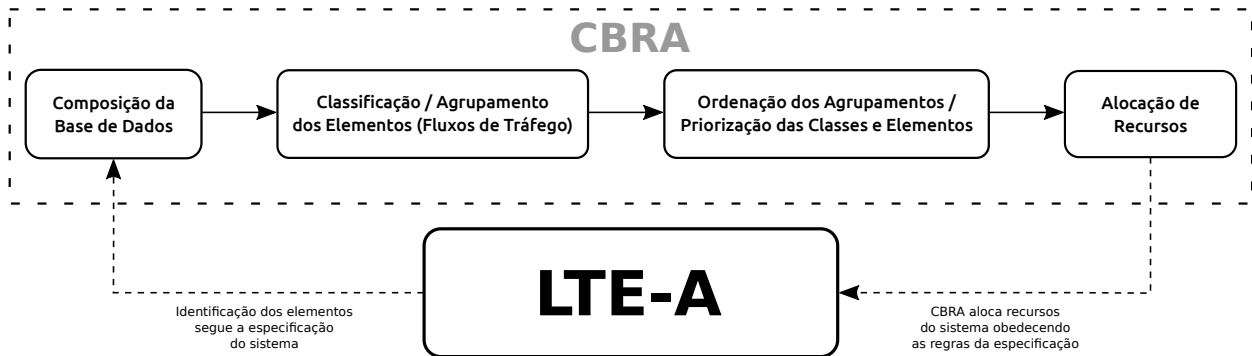 CBRA
Composição da
Base de Dados
Classificação / Agrupamento
dos Elementos (Fluxos de Tráfego)
Ordenação dos Agrupamentos /
Priorização das Classes e Elementos
Alocação de
Recursos
LTE-A
Identificação dos elementos
segue a especificação
do sistema
CBRA aloca recursos
do sistema obedecendo
as regras da especificação